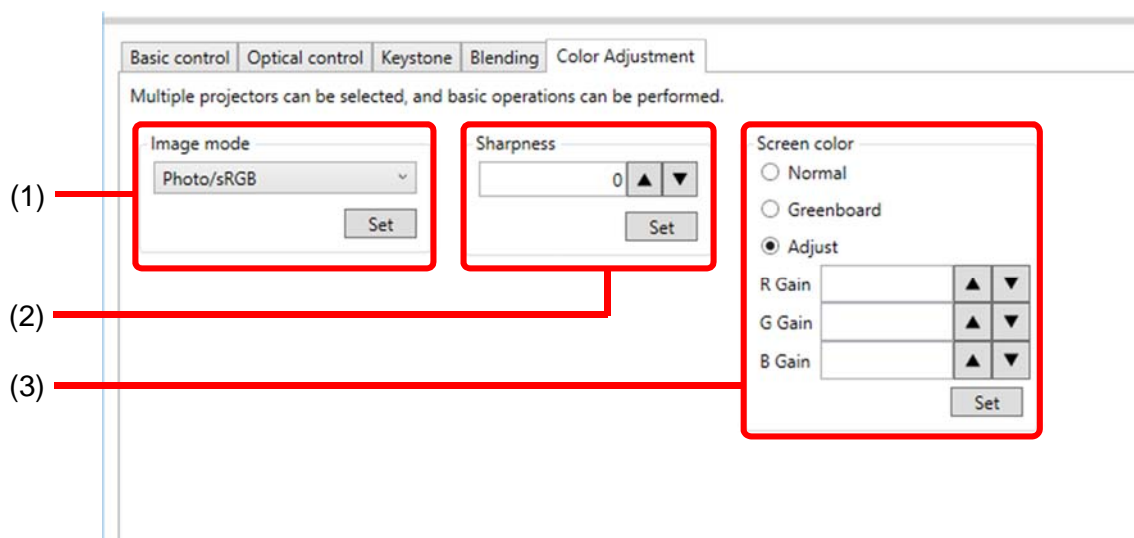 Basic control Optical control Keystone Blending Color Adjustment
Multiple projectors can be selected, and basic operations can be performed.
(1)
Image mode
Photo/sRGB
Set
(2)
Sharpness
0 ▲ ▼
Set
(3)
Screen color
Normal
Greenboard
Adjust
R Gain ▲ ▼
G Gain ▲ ▼
B Gain ▲ ▼
Set